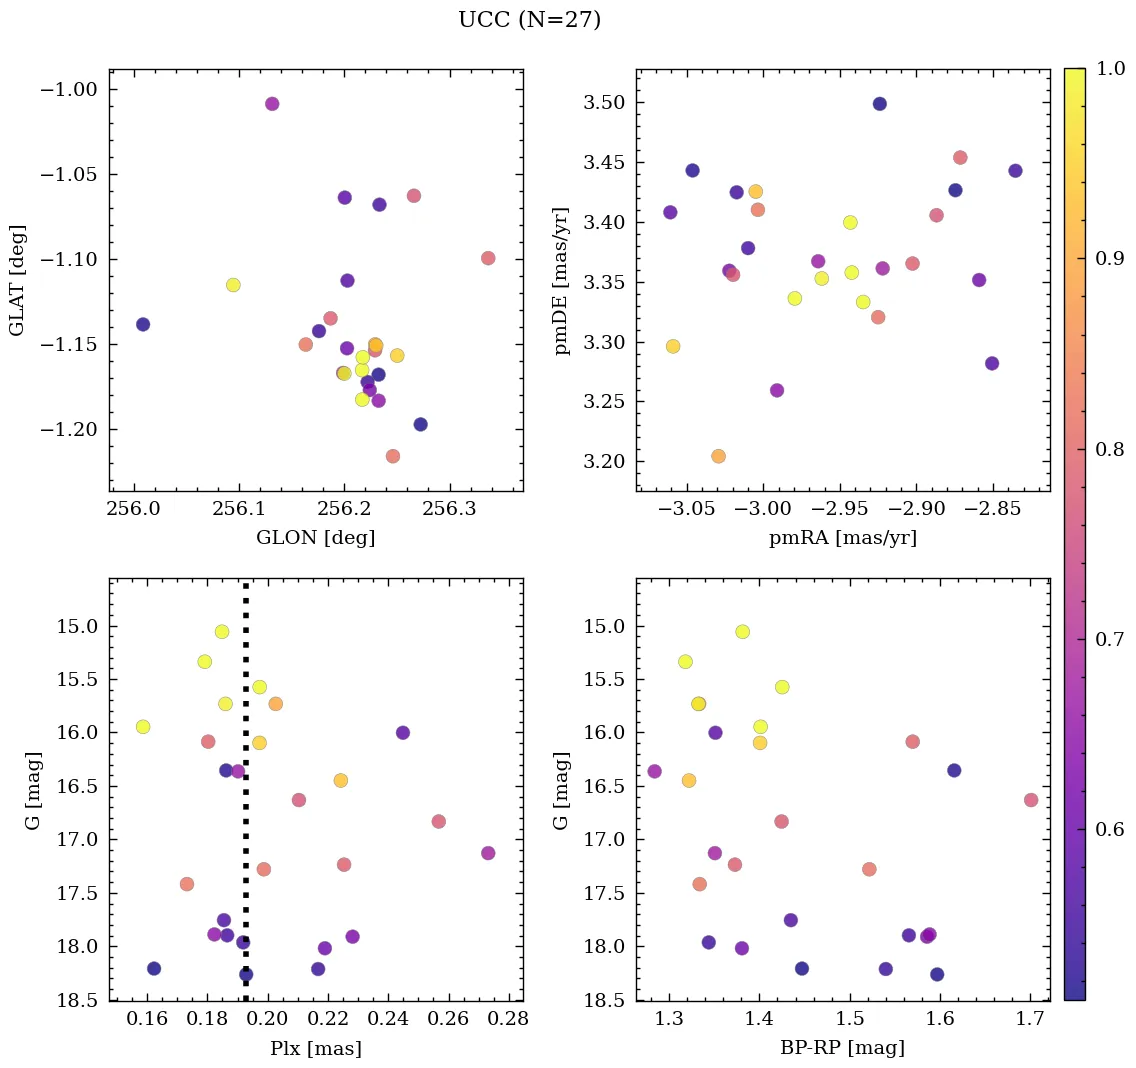 UCC (N=27)
−1.00
−1.05
−1.10
−1.15
−1.20
GLAT [deg]
256.0 256.1 256.2 256.3
GLON [deg]
3.50
3.45
3.40
3.35
3.30
3.25
3.20
pmDE [mas/yr]
−3.05 −3.00 −2.95 −2.90 −2.85
pmRA [mas/yr]
1.0
0.9
0.8
0.7
0.6
15.0
15.5
16.0
16.5
17.0
17.5
18.0
18.5
G [mag]
0.16 0.18 0.20 0.22 0.24 0.26 0.28
Plx [mas]
15.0
15.5
16.0
16.5
17.0
17.5
18.0
18.5
G [mag]
1.3 1.4 1.5 1.6 1.7
BP-RP [mag]